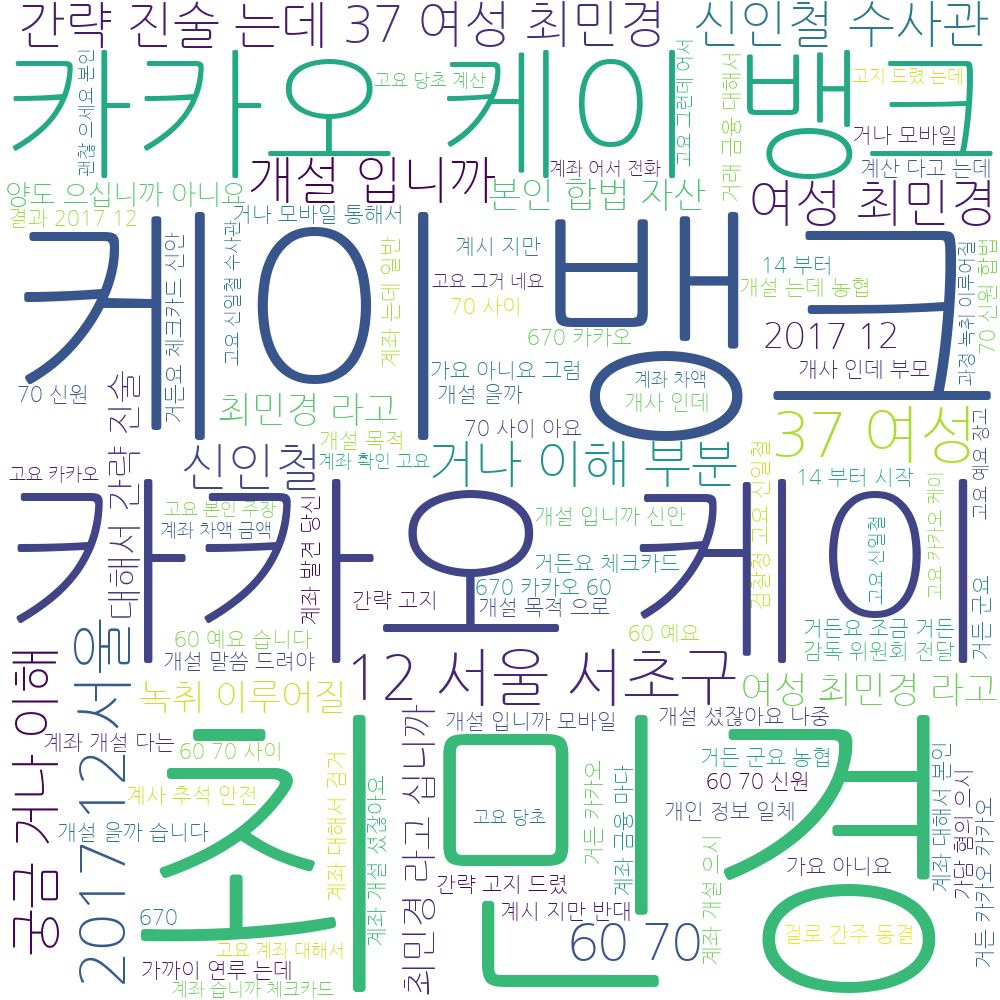 간략 진술 는데 37 여성 최민경 신인철 수사관
카카오 케이 뱅크
괜찮 으세요 본인
고요 당초 계산
고요 그런데 어서
거래 금융 대해서
고지 드렸 는데
거나 모바일
계좌 어서 전화
계산 다고 는데
양도 으십니까 아니요
개설 입니까
본인 합법 자산
여성 최민경
결과 2017 12
거나 모바일 통해서
케이 뱅크
거든요 체크카드 신안
고요 신일철 수사관
계좌 는데 일반
계시 지만
고요 그거 네요
70 사이
670 카카오
14 부터
개설 는데 농협
2017 12
과정 녹취 이루어질
70 신원 합법
가요 아니요 그럼
개설 을까
계좌 차액
개사 인데
개사 인데 부모
70 신원
최민경 라고
70 사이 아요
37 여성
대해서 간략 진술
신인철
개설 목적
계좌 확인 고요
거나 이해 부분
고요 카카오
14 부터 시작
고요 예요 장고
카카오 케이
고요 본인 주장
계좌 차액 금액
계좌 발견 당신
개설 입니까 신안
검찰청 고요 신일철
고요 신일철
고요 카카오 케이
거든요 체크카드
670 카카오 60
간략 고지
개설 목적 으로
60 예요 습니다
60 예요
거든요 조금 거든
거든 군요
개설 말씀 드려야
감독 위원회 전달
12 서울 서초구
궁금 거나 이해
2017 12 서울
녹취 이루어질
여성 최민경 라고
최민경
계좌 개설 다는
60 70 사이
개설 입니까 모바일
개설 셨잖아요 나중
거든 군요 농협
계사 추석 안전
계좌 대해서 점거
계좌 개설 셨잖아요
최민경 라고 십니까
60 70 신원
개인 정보 일체
고요 당초
거든 카카오
계좌 금융 마다
개설 을까 습니다
계좌 대해서 본인
가담 혐의 의시
거든 카카오 카카오
가요 아니요
간략 고지 드렸
계시 지만 반대
670
60 70
계좌 개설 으시
걸로 간주 동결
고요 계좌 대해서
가까이 연루 는데
계좌 습니까 체크카드